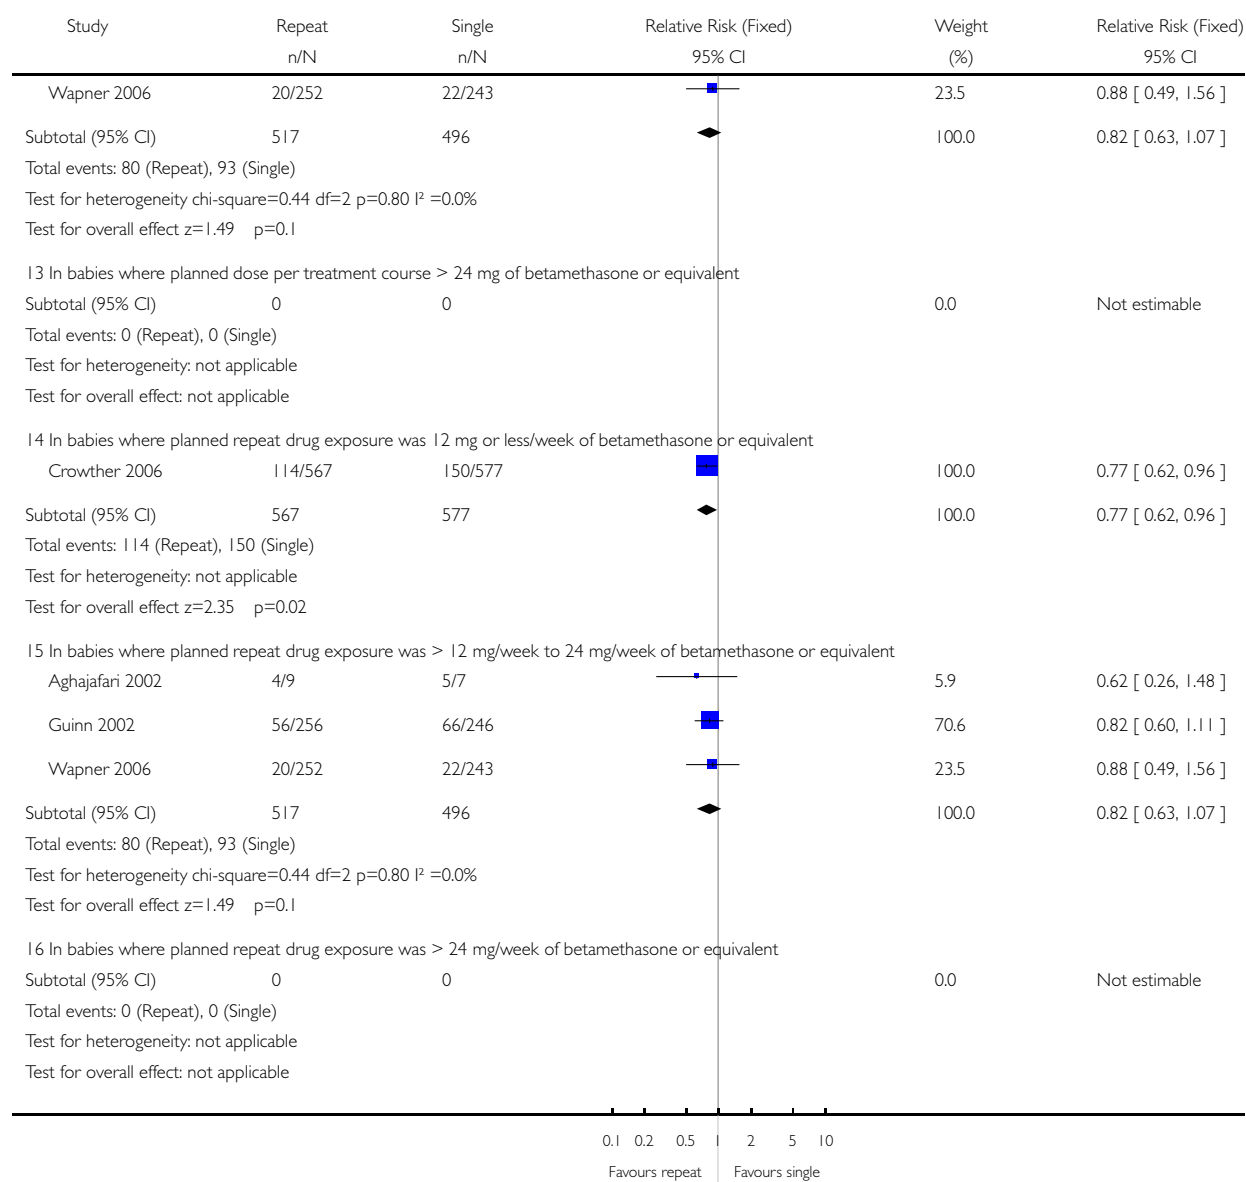 Study Repeat Single Relative Risk (Fixed) Weight Relative Risk (Fixed)
n/N n/N 95% CI (%) 95% CI
Wapner 2006 20/252 22/243 23.5 0.88 [ 0.49, 1.56 ]
Subtotal (95% CI) 517 496 100.0 0.82 [ 0.63, 1.07 ]
Total events: 80 (Repeat), 93 (Single)
Test for heterogeneity chi-square=0.44 df=2 p=0.80 I² =0.0%
Test for overall effect z=1.49 p=0.1
13 In babies where planned dose per treatment course > 24 mg of betamethasone or equivalent
Subtotal (95% CI) 0 0 0.0 Not estimable
Total events: 0 (Repeat), 0 (Single)
Test for heterogeneity: not applicable
Test for overall effect: not applicable
14 In babies where planned repeat drug exposure was 12 mg or less/week of betamethasone or equivalent
Crowther 2006 114/567 150/577 100.0 0.77 [ 0.62, 0.96 ]
Subtotal (95% CI) 567 577 100.0 0.77 [ 0.62, 0.96 ]
Total events: 114 (Repeat), 150 (Single)
Test for heterogeneity: not applicable
Test for overall effect z=2.35 p=0.02
15 In babies where planned repeat drug exposure was > 12 mg/week to 24 mg/week of betamethasone or equivalent
Aghajafari 2002 4/9 5/7 5.9 0.62 [ 0.26, 1.48 ]
Guinn 2002 56/256 66/246 70.6 0.82 [ 0.60, 1.11 ]
Wapner 2006 20/252 22/243 23.5 0.88 [ 0.49, 1.56 ]
Subtotal (95% CI) 517 496 100.0 0.82 [ 0.63, 1.07 ]
Total events: 80 (Repeat), 93 (Single)
Test for heterogeneity chi-square=0.44 df=2 p=0.80 I² =0.0%
Test for overall effect z=1.49 p=0.1
16 In babies where planned repeat drug exposure was > 24 mg/week of betamethasone or equivalent
Subtotal (95% CI) 0 0 0.0 Not estimable
Total events: 0 (Repeat), 0 (Single)
Test for heterogeneity: not applicable
Test for overall effect: not applicable
0.1 0.2 0.5 1 2 5 10
Favours repeat Favours single